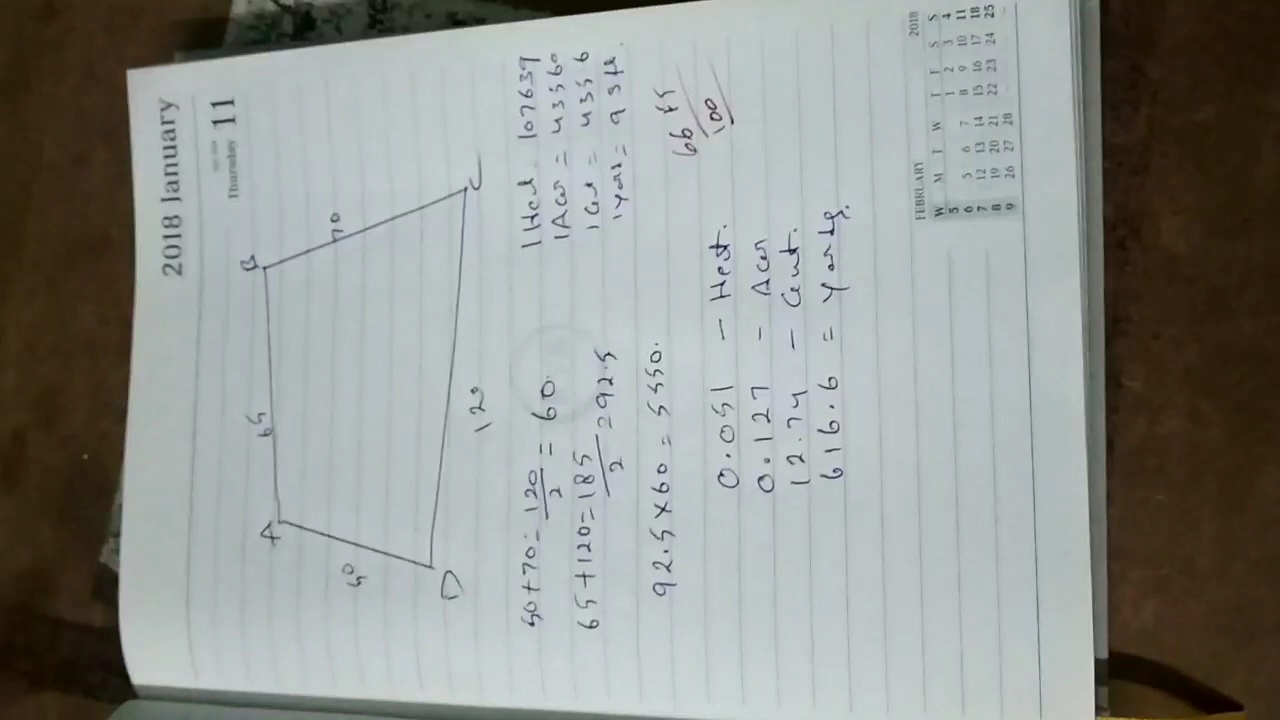 2018 January
Thursday 11
A
65
B
70
C
120
D
50
50+70=120/2=60.
65+120=185/2=92.5
92.5×60=5550.
1 Hect 107639
1 Acer = 43560
1 Cet = 435 6
1 Yard = 9 sft.
66 ft
100
0.051 - Hect.
0.127 - Acer
12.74 - Cent.
616.6 = Yards.
FEBRUARY 2018
W M T W T F S S
5 1 2 3 4
6 5 6 7 8 9 10 11
7 12 13 14 15 16 17 18
8 19 20 21 22 23 24 25
9 26 27 28